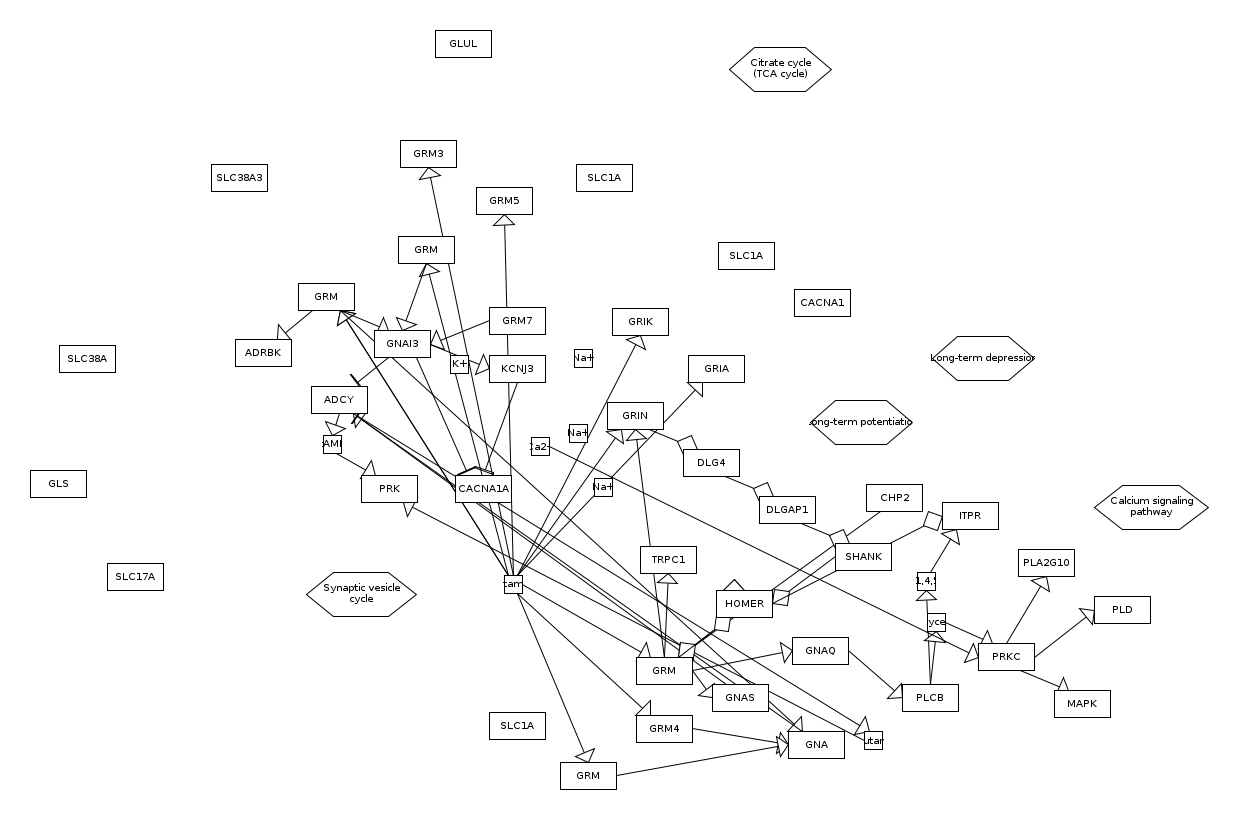 GLUL
Citrate cycle
(TCA cycle)
GRM3
SLC38A3
SLC1A
GRM5
GRM
SLC1A
GRM
CACNA1
GRM7
GRIK
GNAI3
ADRBK
SLC38A
Na+
Long-term depression
K+
KCNJ3
GRIA
ADCY
GRIN
Long-term potentiation
Na+
AMI
Ca2+
DLG4
GLS
PRK
CACNA1A
Na+
CHP2
Calcium signaling
pathway
DLGAP1
ITPR
SHANK
TRPC1
PLA2G10
SLC17A
tam
1,4,5
Synaptic vesicle
cycle
HOMER
PLD
yce
GNAQ
PRKC
GRM
GNAS
PLCB
MAPK
SLC1A
GRM4
utar
GNA
GRM